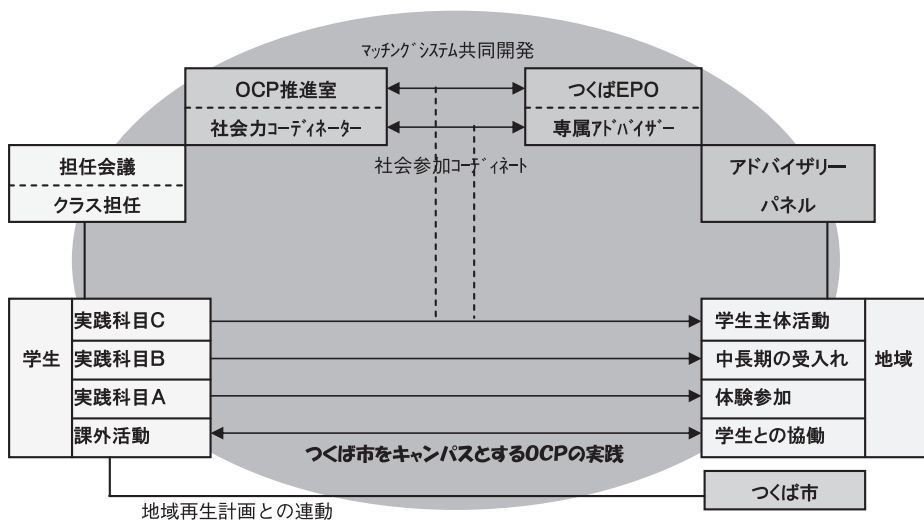 マッチングシステム共同開発
OCP推進室
つくばEPO
社会力コーディネーター
専属アドバイザー
社会参加コーディネート
担任会議
クラス担任
アドバイザリー
パネル
学生
実践科目C
学生主体活動
実践科目B
中長期の受入れ
地域
実践科目A
体験参加
課外活動
学生との協働
つくば市をキャンパスとするOCPの実践
つくば市
地域再生計画との連動